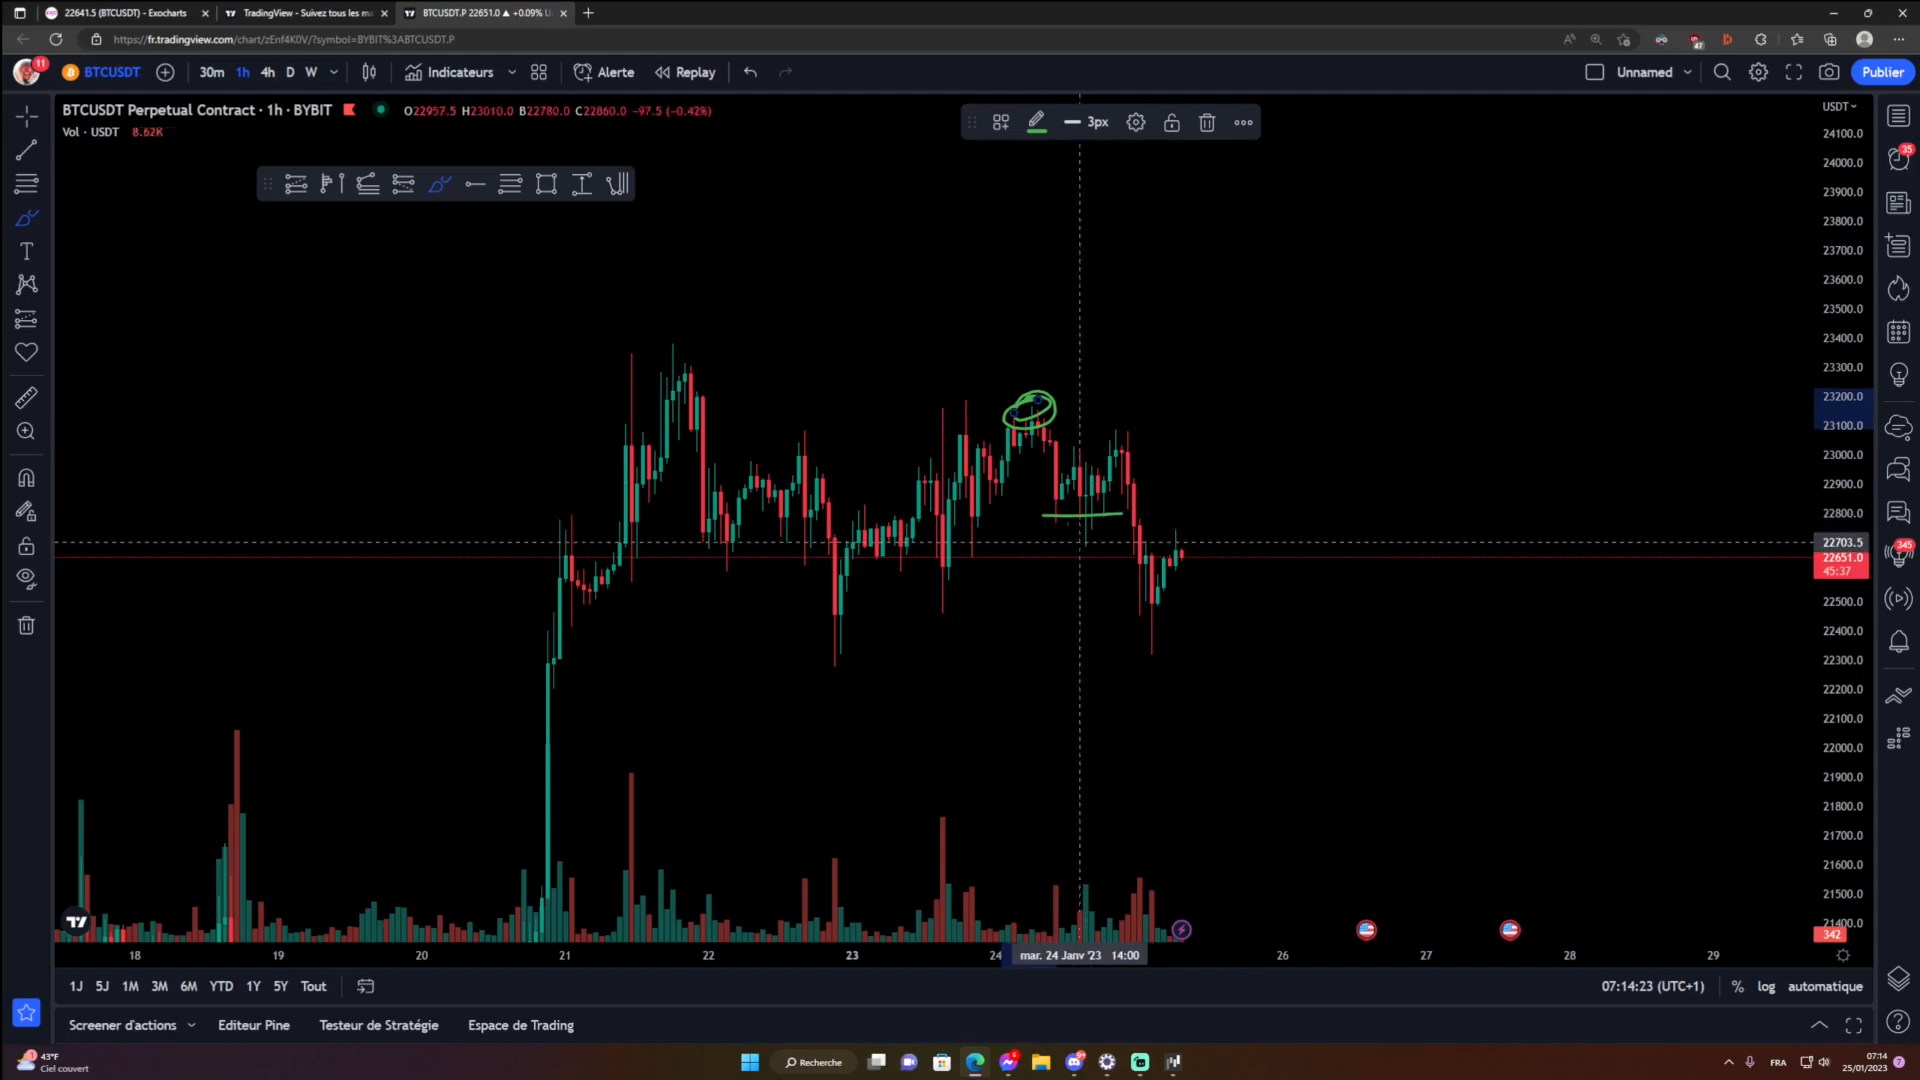 22641.5 (BTCUSDT) - Exocharts
TradingView - Suivez tous les ma
BTCUSDT.P 22651.0 ▲ +0.09% U
https://fr.tradingview.com/chart/zEnf4K0V/?symbol=BYBIT%3ABTCUSDT.P
47
11
BTCUSDT
30m 1h 4h D W
Indicateurs
Alerte
Replay
Unnamed
Publier
BTCUSDT Perpetual Contract · 1h · BYBIT
O22957.5 H23010.0 B22780.0 C22860.0 −97.5 (−0.42%)
Vol · USDT 8.62K
3px
USDT
24100.0
24000.0
23900.0
23800.0
23700.0
23600.0
23500.0
23400.0
23300.0
23200.0
23100.0
23000.0
22900.0
22800.0
22703.5
22651.0
45:37
22500.0
22400.0
22300.0
22200.0
22100.0
22000.0
21900.0
21800.0
21700.0
21600.0
21500.0
21400.0
342
35
345
18 19 20 21 22 23 24 mar. 24 Janv '23 14:00 26 27 28 29
1J 5J 1M 3M 6M YTD 1Y 5Y Tout
07:14:23 (UTC+1)
% log automatique
Screener d'actions
Editeur Pine
Testeur de Stratégie
Espace de Trading
1
43°F
Ciel couvert
Recherche
6
9+
FRA
07:14
25/01/2023
7